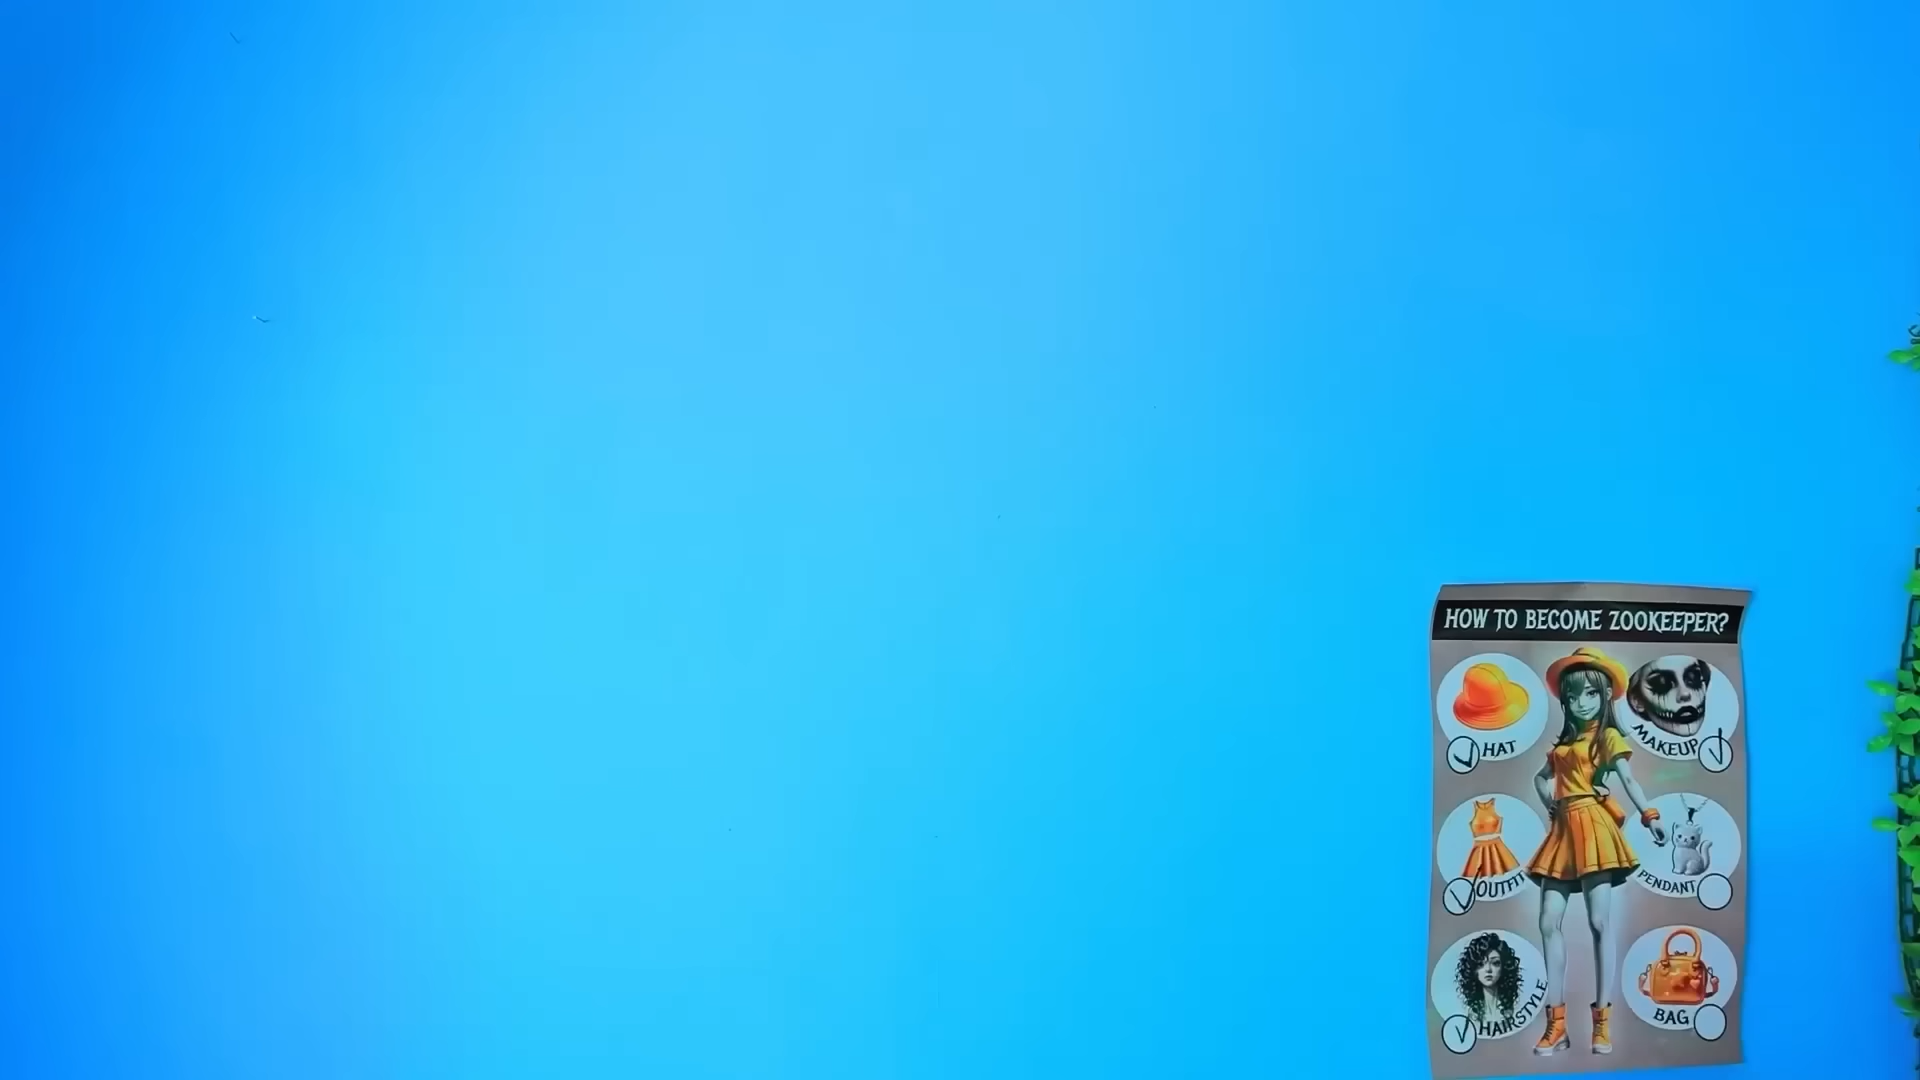 HOW TO BECOME ZOOKEEPER?
HAT
MAKEUP
OUTFIT
PENDANT
HAIRSTYLE
BAG